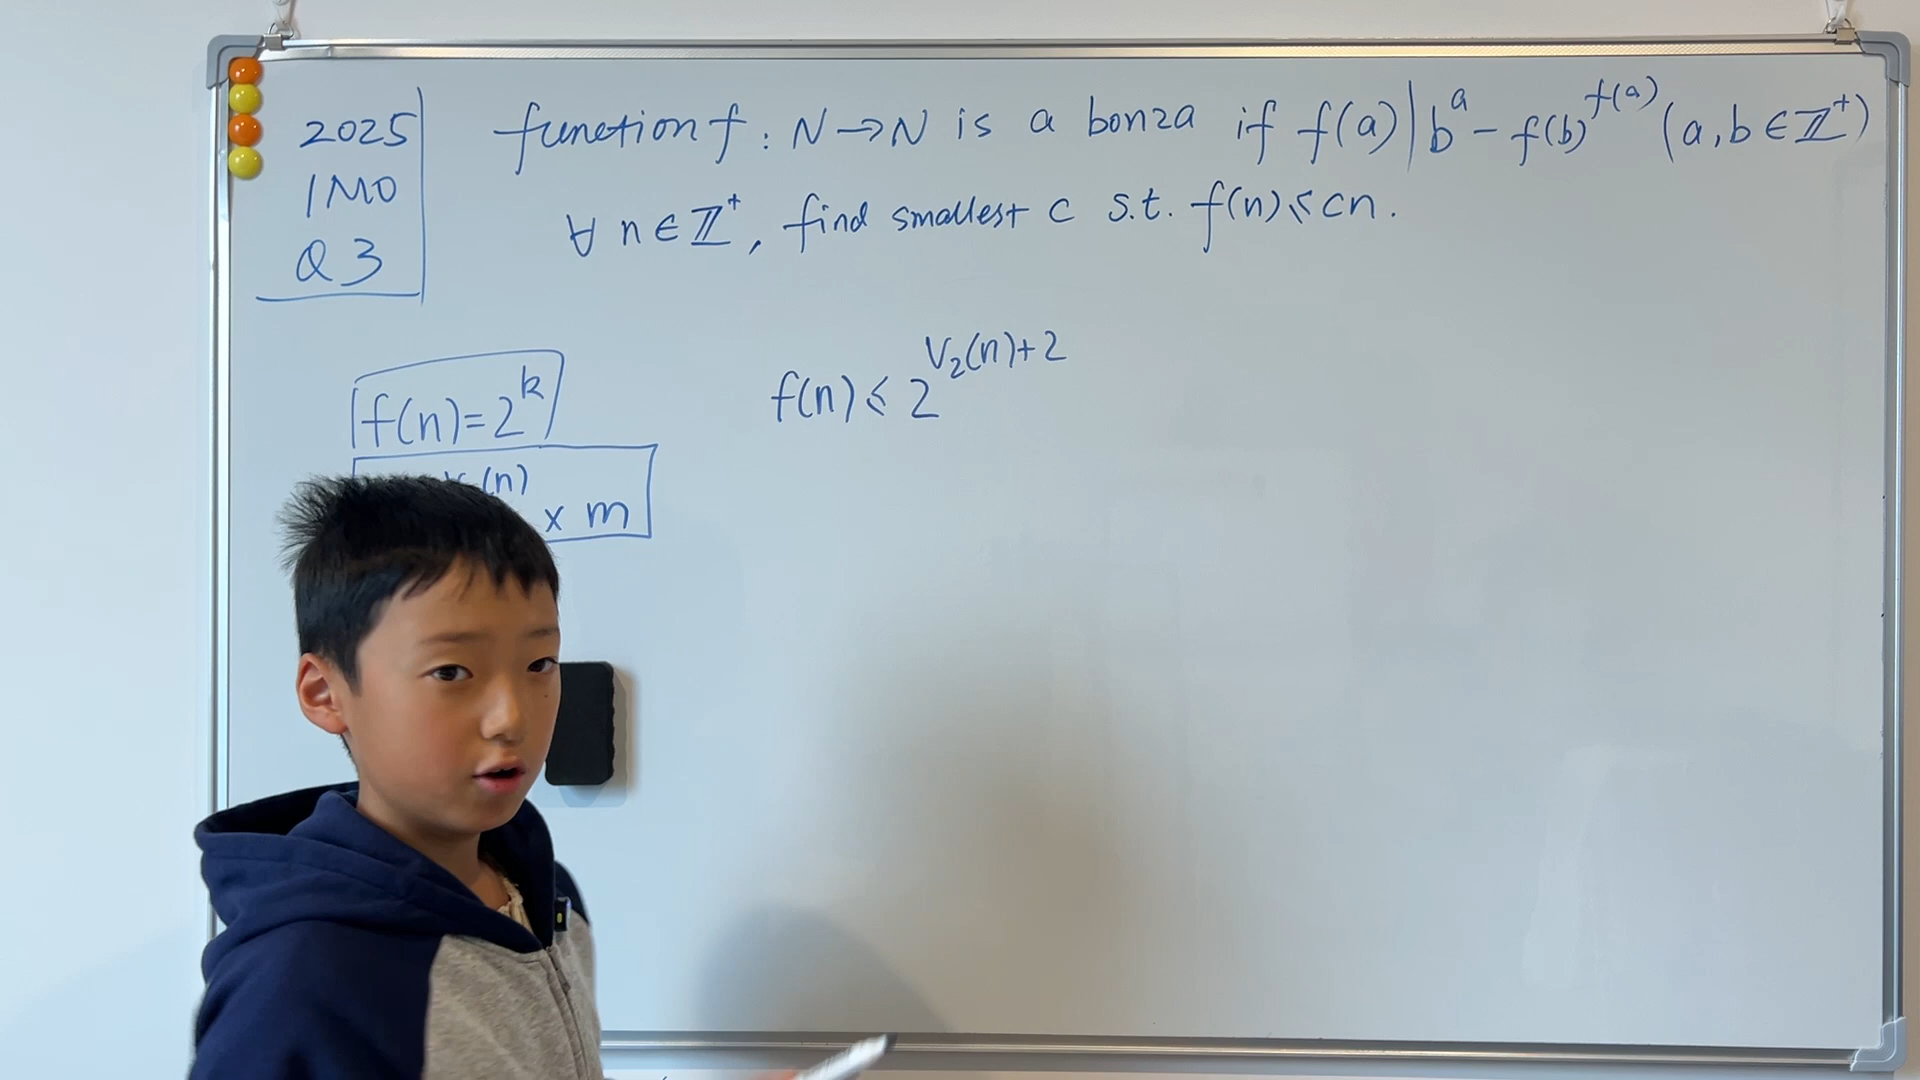 2025
IMO
Q3
function f : N → N is a bonza if f(a) | b^a - f(b)^f(a) (a, b ∈ ℤ^+)
∀ n ∈ ℤ^+, find smallest c s.t. f(n) ≤ cn.
f(n) ≤ 2^(V_2(n)+2)
f(n) = 2^k
(n)
x m